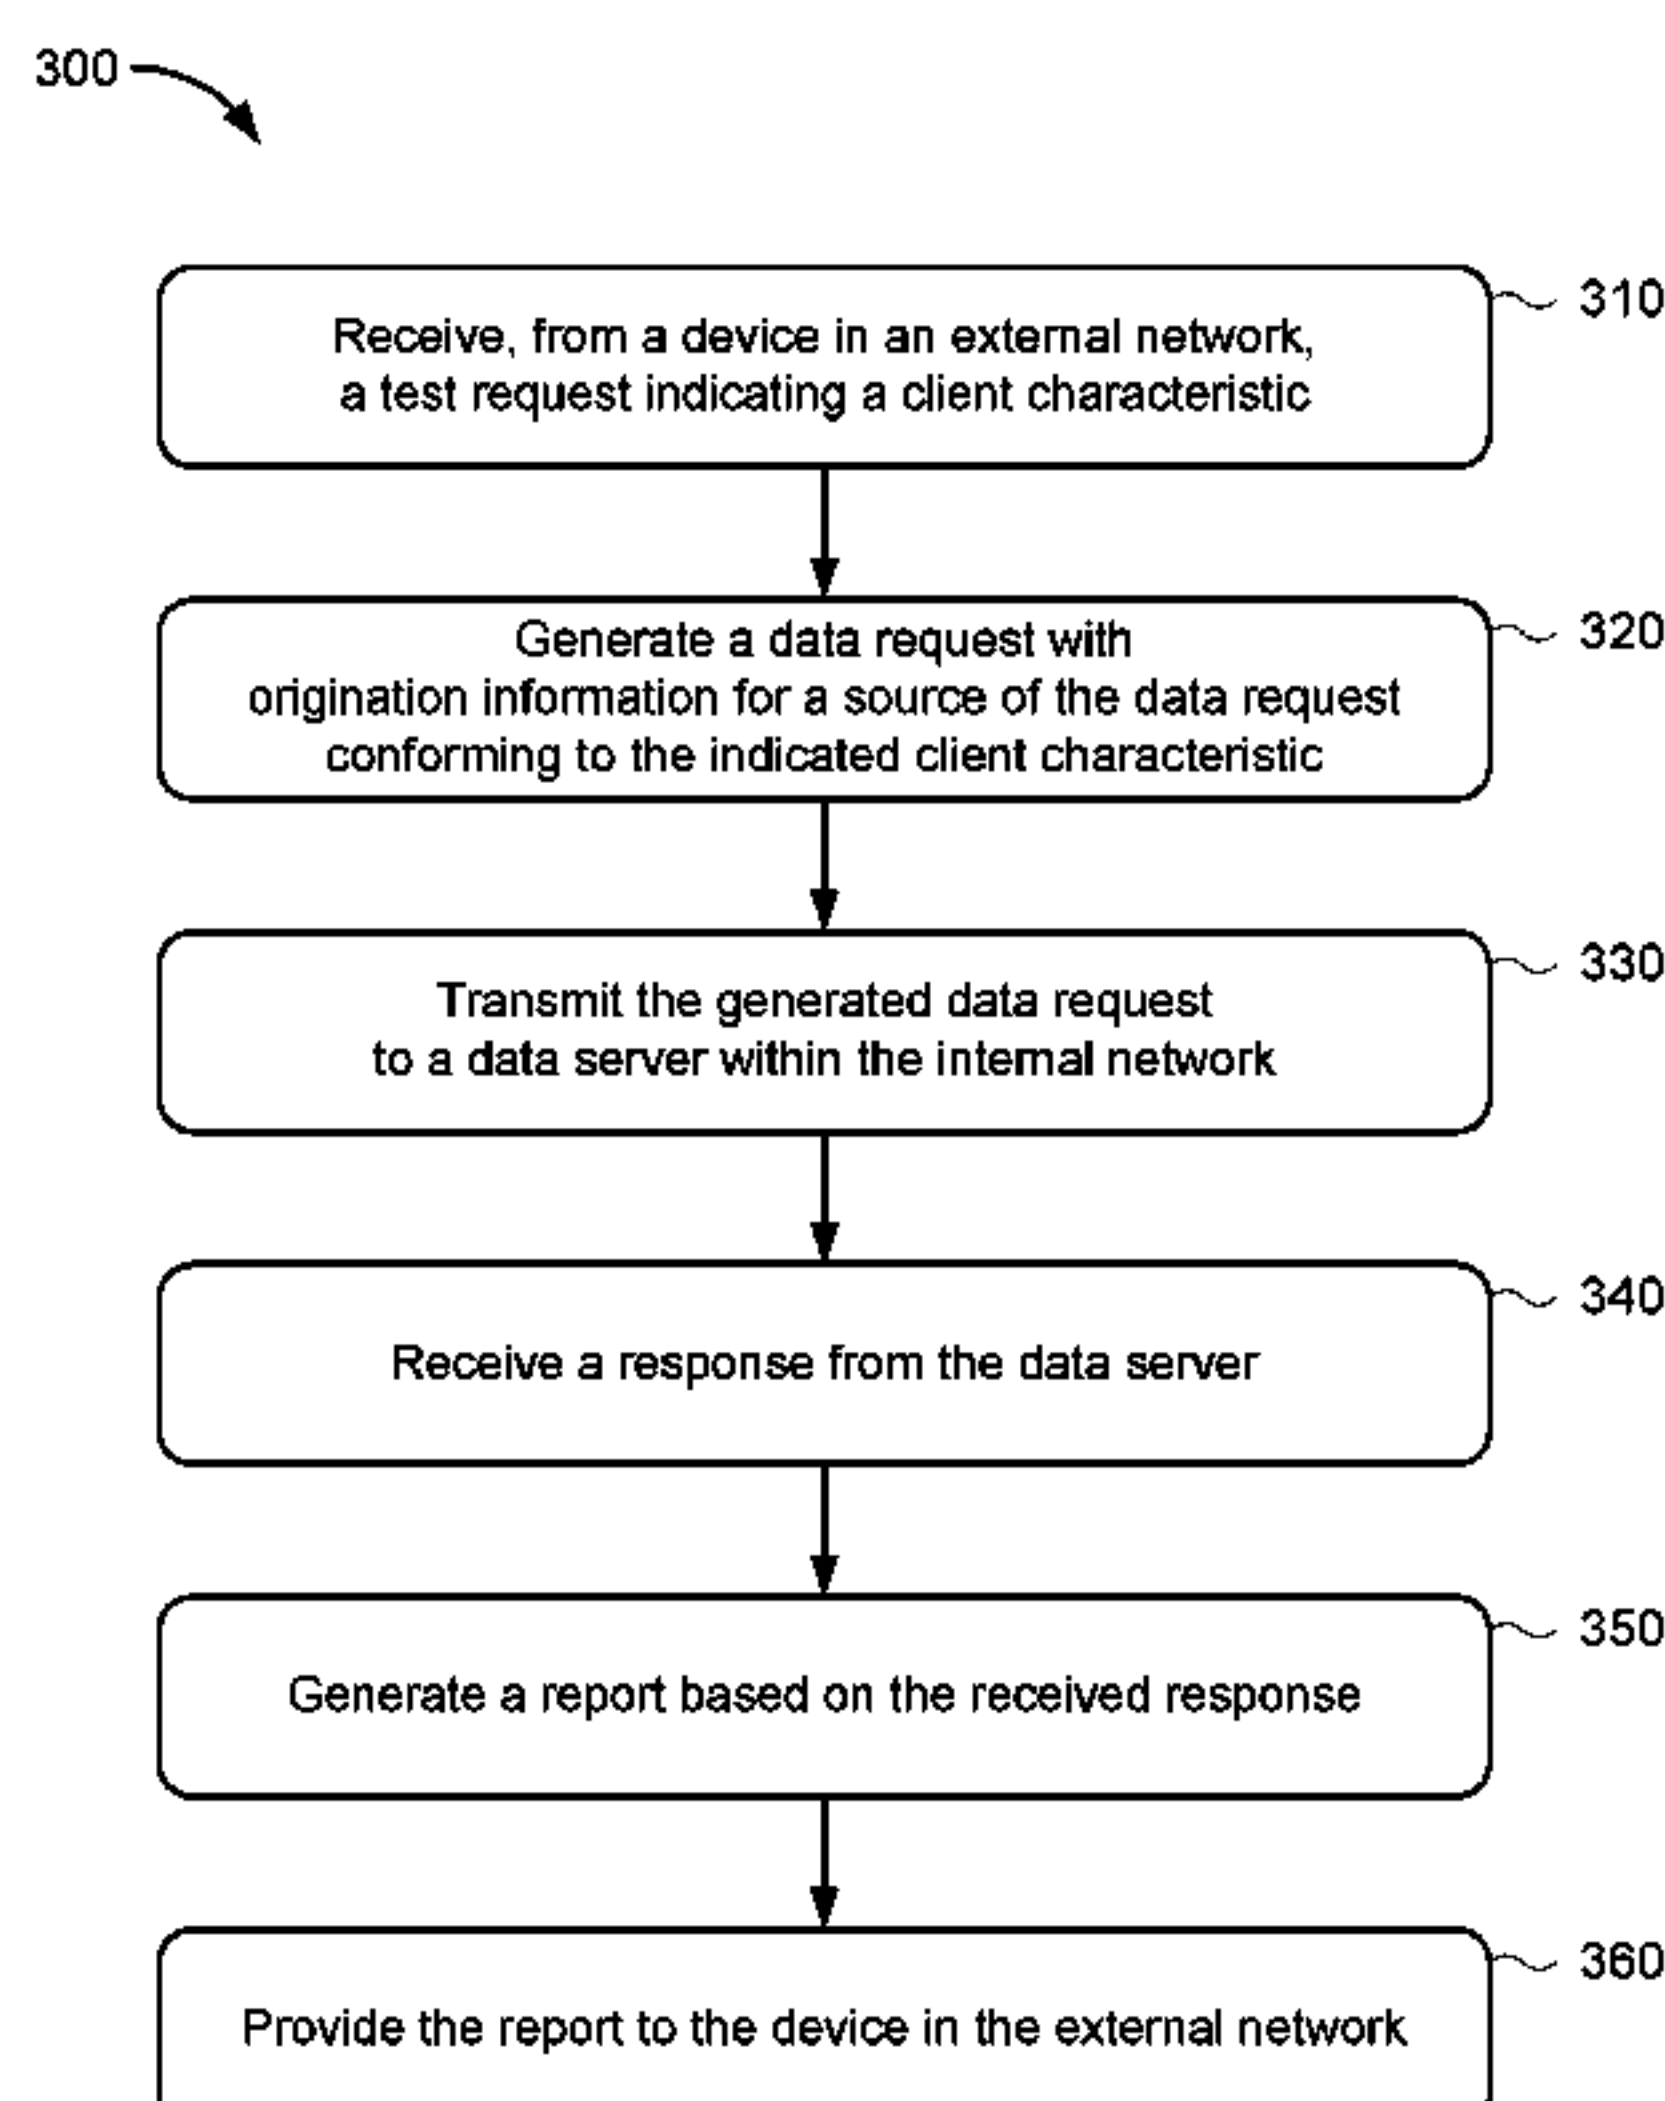 300
310
Receive, from a device in an external network,
a test request indicating a client characteristic
320
Generate a data request with
origination information for a source of the data request
conforming to the indicated client characteristic
330
Transmit the generated data request
to a data server within the internal network
340
Receive a response from the data server
350
Generate a report based on the received response
360
Provide the report to the device in the external network